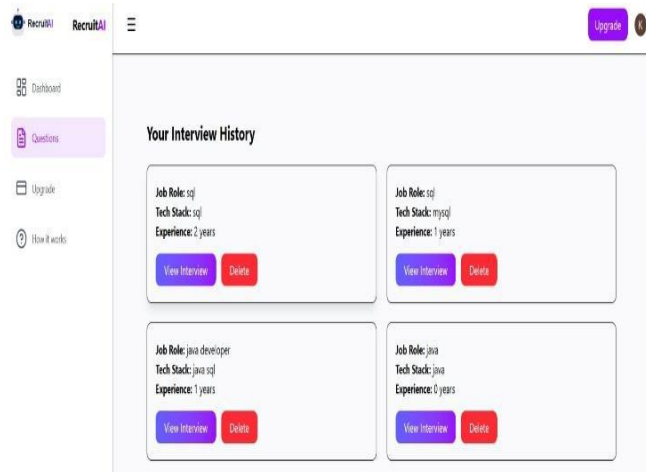 RecruitAI RecruitAI
Upgrade K
Dashboard
Questions
Upgrade
How it works
Your Interview History
Job Role: sql
Tech Stack: sql
Experience: 2 years
View Interview Delete
Job Role: sql
Tech Stack: mysql
Experience: 1 years
View Interview Delete
Job Role: java developer
Tech Stack: java sql
Experience: 1 years
View Interview Delete
Job Role: java
Tech Stack: java
Experience: 0 years
View Interview Delete